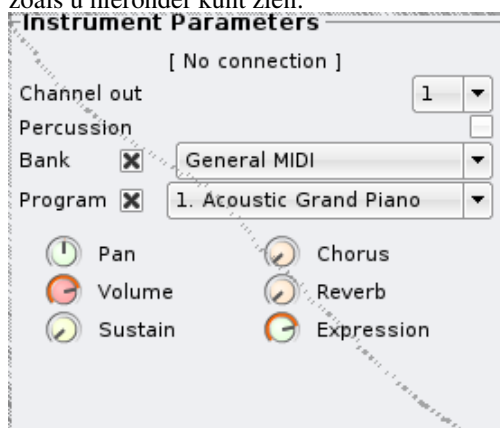 zoals u hieronder kunt zien:
Instrument Parameters
[ No connection ]
Channel out 1
Percussion
Bank General MIDI
Program 1. Acoustic Grand Piano
Pan Chorus
Volume Reverb
Sustain Expression